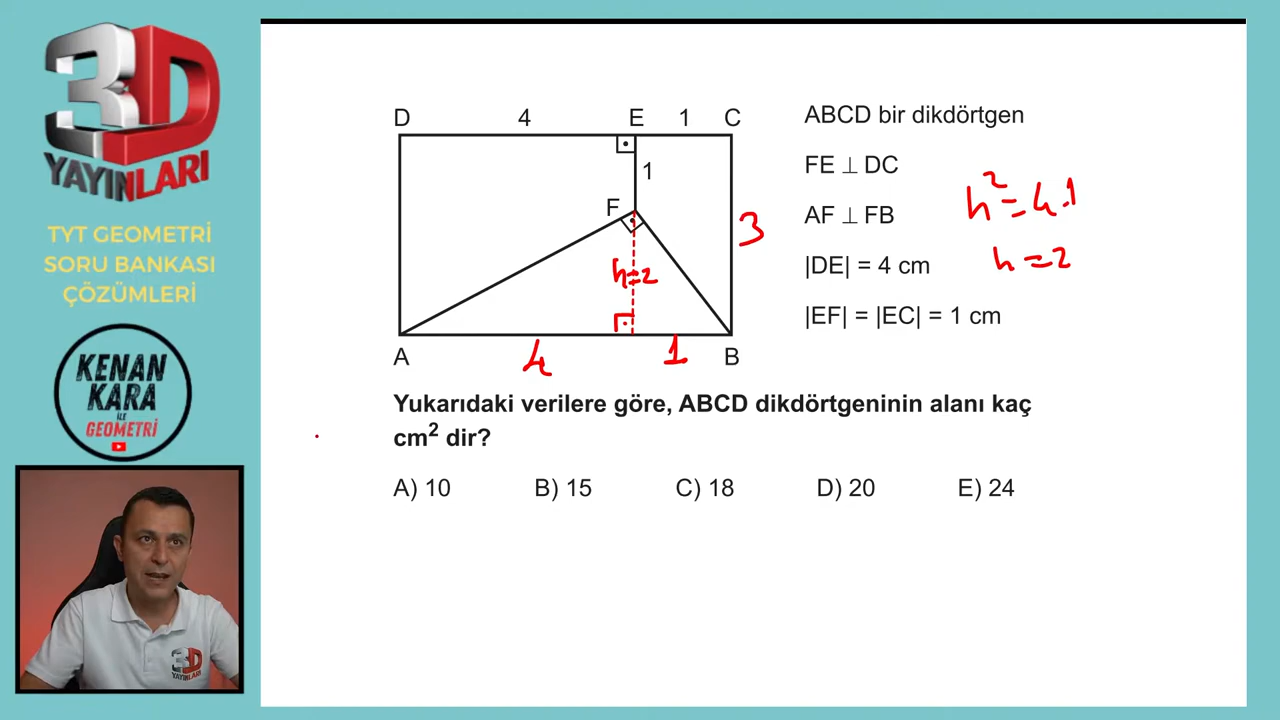 3D
YAYINLARI
TYT GEOMETRİ
SORU BANKASI
ÇÖZÜMLERİ
KENAN
KARA
İLE
GEOMETRİ
3D
YAYINLARI
D 4 E 1 C
1
F
h=2
3
A 4 1 B
ABCD bir dikdörtgen
FE ⊥ DC
AF ⊥ FB
|DE| = 4 cm
|EF| = |EC| = 1 cm
h² = 4.1
h = 2
Yukarıdaki verilere göre, ABCD dikdörtgeninin alanı kaç
cm² dir?
A) 10 B) 15 C) 18 D) 20 E) 24